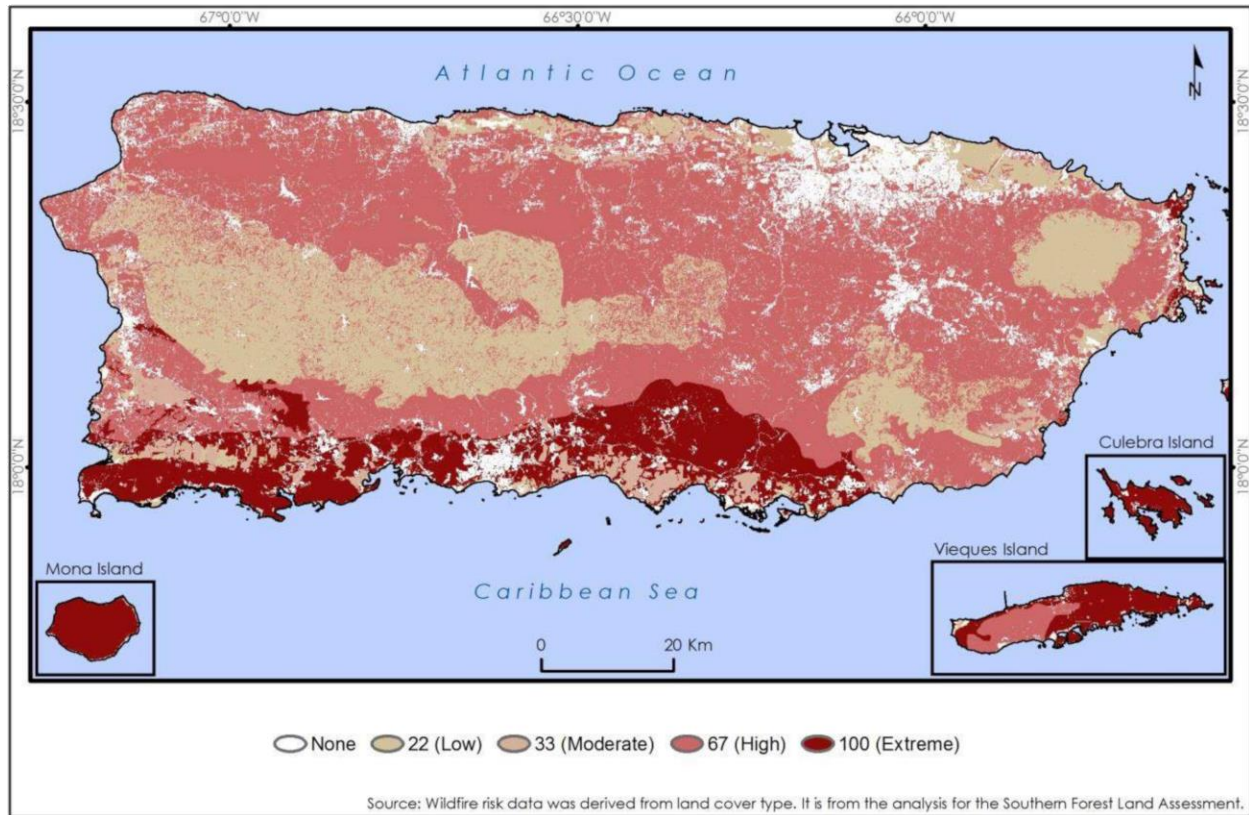 67°0'0"W 66°30'0"W 66°0'0"W
Atlantic Ocean
N
18°30'0"N 18°30'0"N
18°0'0"N 18°0'0"N
Culebra Island
Vieques Island
Mona Island
Caribbean Sea
0 20 Km
None 22 (Low) 33 (Moderate) 67 (High) 100 (Extreme)
Source: Wildfire risk data was derived from land cover type. It is from the analysis for the Southern Forest Land Assessment.